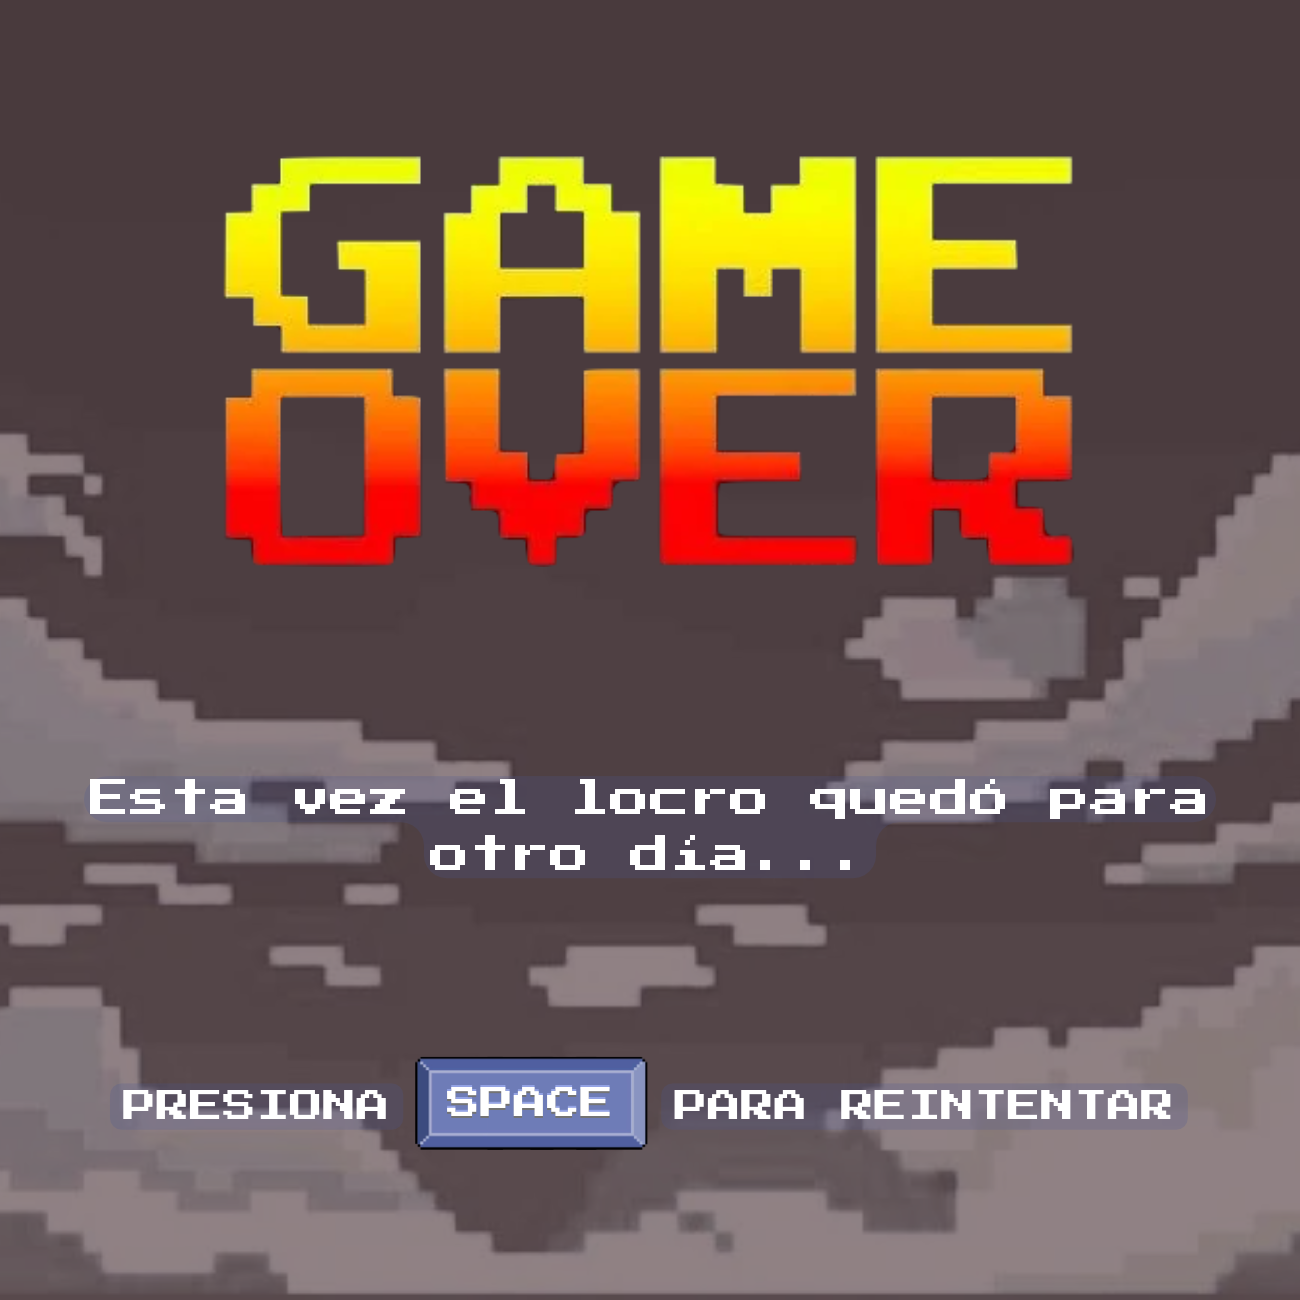 GAME
OVER
Esta vez el locro quedó para
otro día...
PRESIONA SPACE PARA REINTENTAR